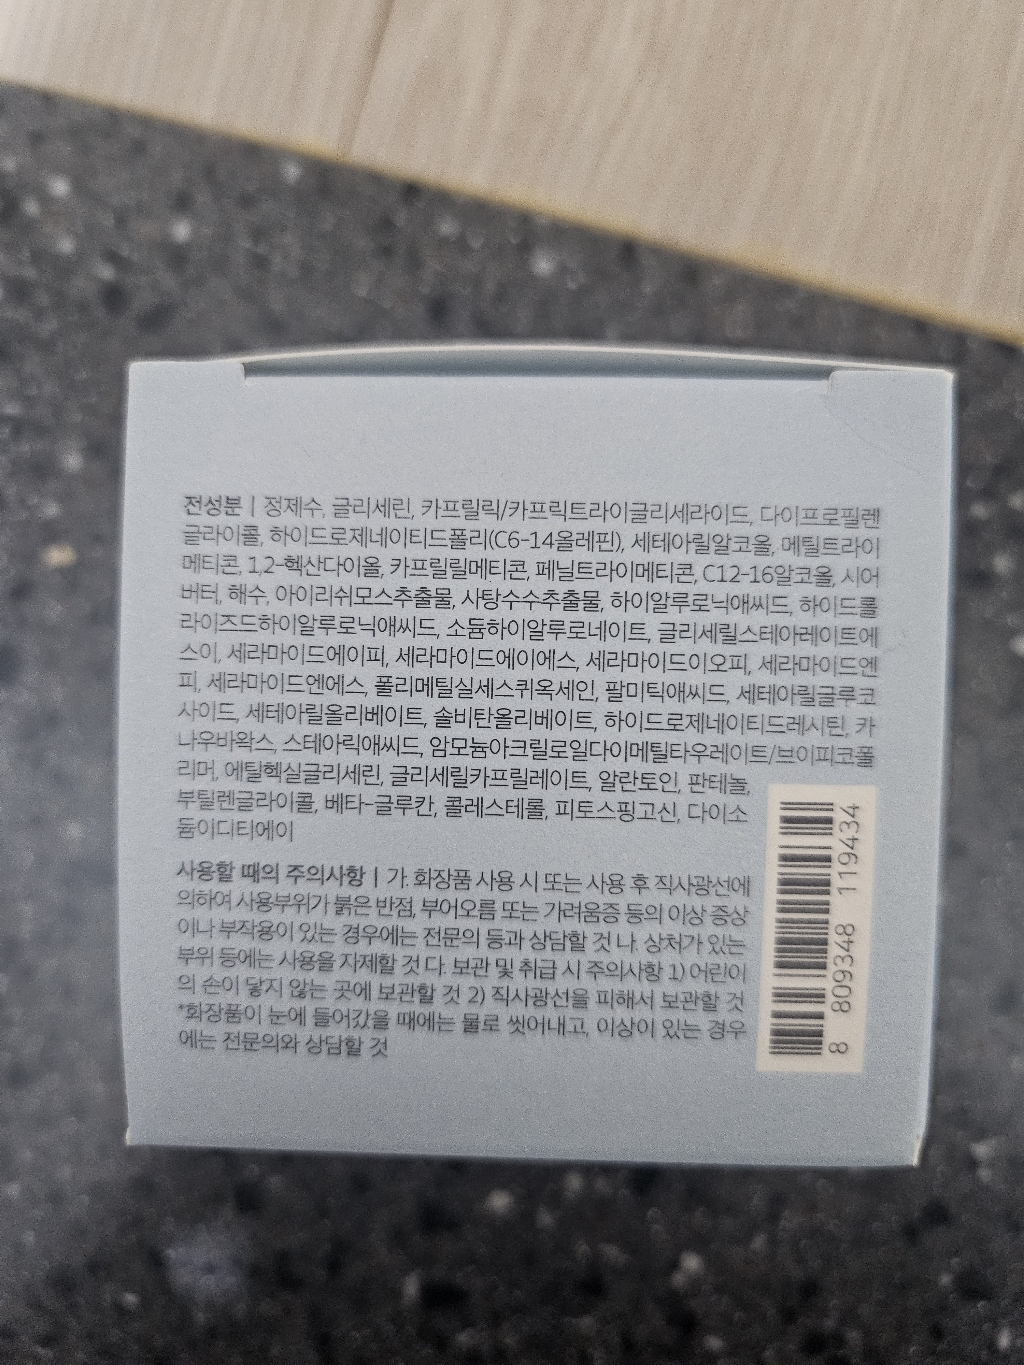 전성분 | 정제수, 글리세린, 카프릴릭/카프릭트라이글리세라이드, 다이프로필렌
글라이콜, 하이드로제네이티드폴리(C6-14올레핀), 세테아릴알코올, 메틸트라이
메티콘, 1,2-헥산다이올, 카프릴릴메티콘, 페닐트라이메티콘, C12-16알코올, 시어
버터, 해수, 아이리쉬모스추출물, 사탕수수추출물, 하이알루로닉애씨드, 하이드롤
라이즈드하이알루로닉애씨드, 소듐하이알루로네이트, 글리세릴스테아레이트에
스이, 세라마이드에이피, 세라마이드에이에스, 세라마이드이오피, 세라마이드엔
피, 세라마이드엔에스, 폴리메틸실세스퀴옥세인, 팔미틱애씨드, 세테아릴글루코
사이드, 세테아릴올리베이트, 솔비탄올리베이트, 하이드로제네이티드레시틴, 카
나우바왁스, 스테아릭애씨드, 암모늄아크릴로일다이메틸타우레이트/브이피코폴
리머, 에틸헥실글리세린, 글리세릴카프릴레이트, 알란토인, 판테놀,
부틸렌글라이콜, 베타-글루칸, 콜레스테롤, 피토스핑고신, 다이소
듐이디티에이
사용할 때의 주의사항 | 가. 화장품 사용 시 또는 사용 후 직사광선에
의하여 사용부위가 붉은 반점, 부어오름 또는 가려움증 등의 이상 증상
이나 부작용이 있는 경우에는 전문의 등과 상담할 것 나. 상처가 있는
부위 등에는 사용을 자제할 것 다. 보관 및 취급 시 주의사항 1) 어린이
의 손이 닿지 않는 곳에 보관할 것 2) 직사광선을 피해서 보관할 것
*화장품이 눈에 들어갔을 때에는 물로 씻어내고, 이상이 있는 경우
에는 전문의와 상담할 것
8 809348 119434